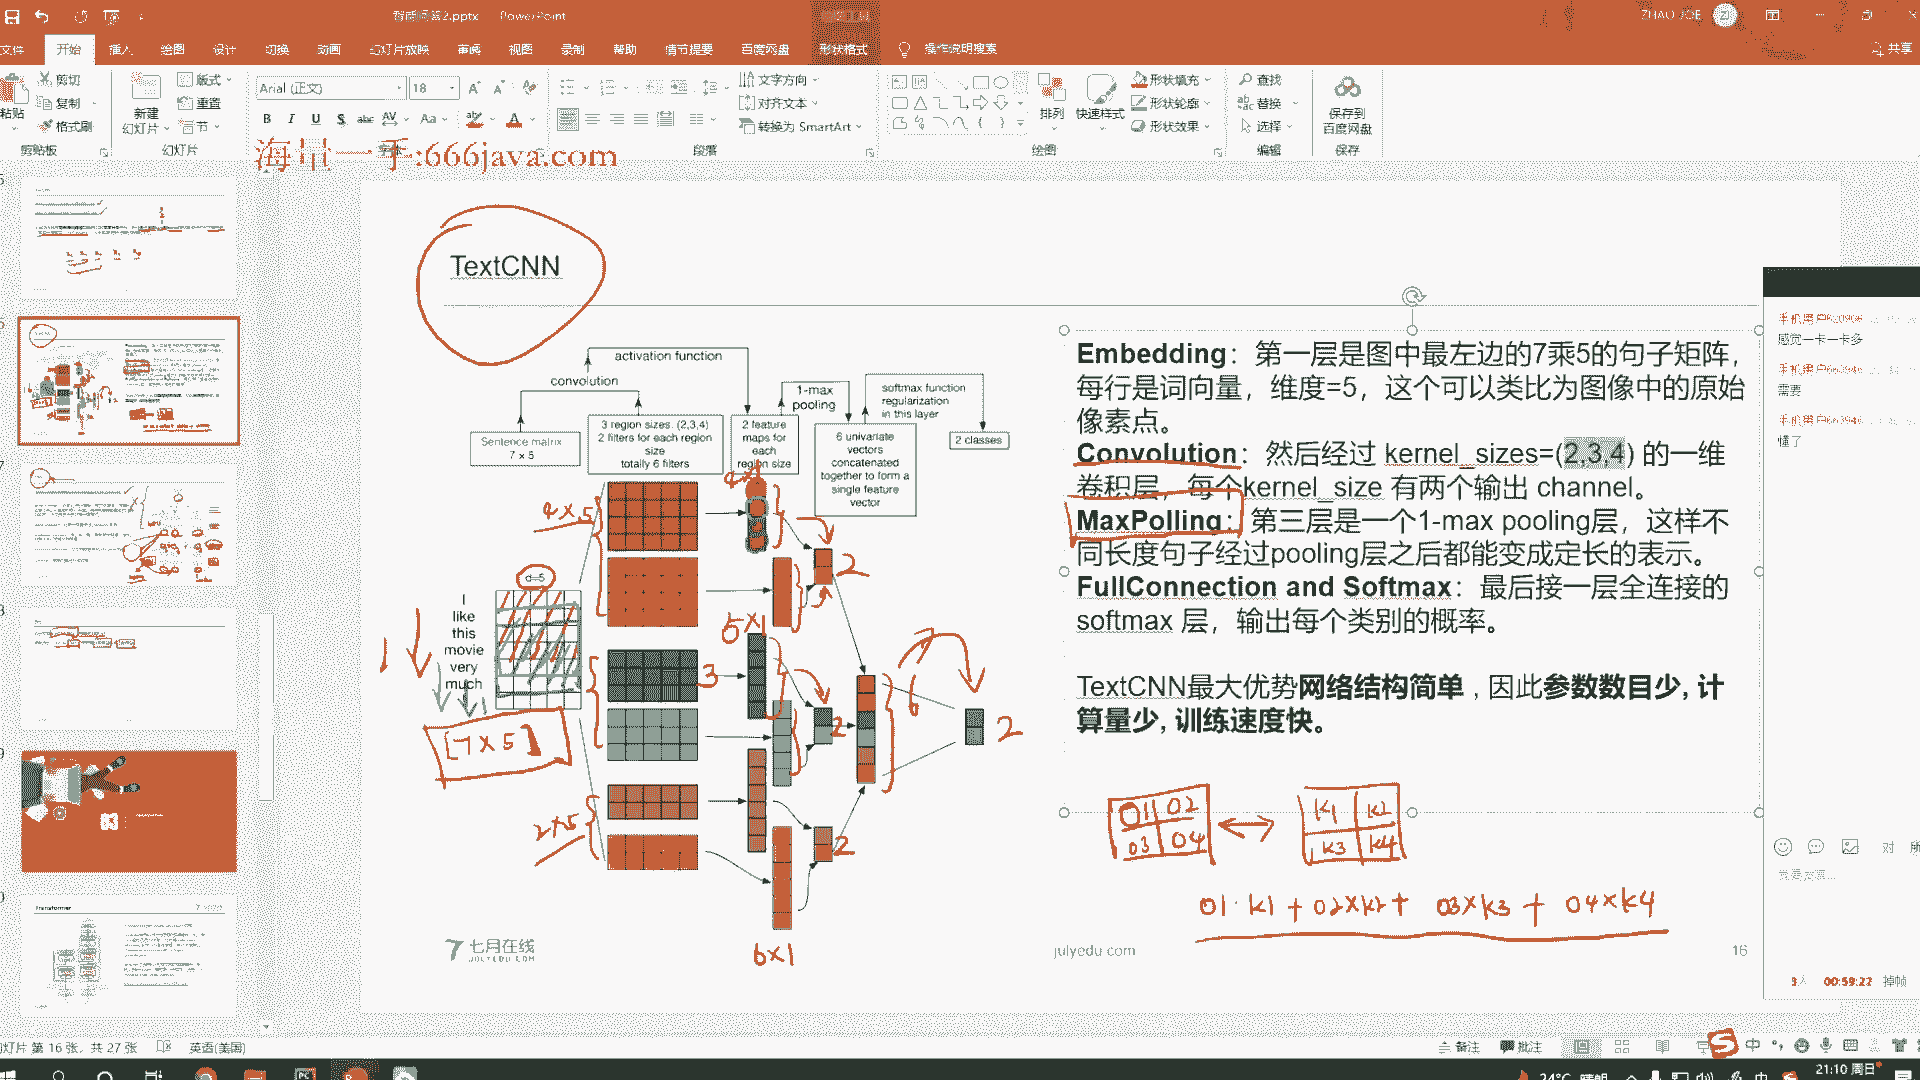 智能问答2.pptx - PowerPoint
ZHAO JOE
文件 开始 插入 绘图 设计 切换 动画 幻灯片放映 审阅 视图 录制 帮助 情节提要 百度网盘 形状格式 操作说明搜索
共享
粘贴
剪切
复制
格式刷
剪贴板
新建
幻灯片
版式
重置
节
幻灯片
Arial (正文) 18
B I U S abc AV Aa
海量一手:666java.com
文字方向
对齐文本
转换为 SmartArt
段落
排列
快速样式
形状填充
形状轮廓
形状效果
绘图
查找
替换
选择
编辑
保存到
百度网盘
保存
Transformer
TextCNN
activation function
convolution
1-max
pooling
softmax function
regularization
in this layer
Sentence matrix
7 x 5
3 region sizes: (2,3,4)
2 filters for each region
size
totally 6 filters
2 feature
maps for
each
region size
6 univariate
vectors
concatenated
together to form a
single feature
vector
2 classes
4×5
d=5
I
like
this
movie
very
much
[7×5]
2×5
3
5×1
6×1
2
2
2
6
2
Embedding：第一层是图中最左边的7乘5的句子矩阵，
每行是词向量，维度=5，这个可以类比为图像中的原始
像素点。
Convolution：然后经过 kernel_sizes=(2,3,4) 的一维
卷积层，每个kernel_size 有两个输出 channel。
MaxPolling：第三层是一个1-max pooling层，这样不
同长度句子经过pooling层之后都能变成定长的表示。
FullConnection and Softmax：最后接一层全连接的
softmax 层，输出每个类别的概率。
TextCNN最大优势网络结构简单，因此参数数目少, 计
算量少, 训练速度快。
01 02
03 04
K1 K2
K3 K4
01·K1 + 02×K2 + 03×K3 + 04×K4
七月在线
JULYEDU.COM
julyedu.com
16
感觉一卡一卡多
需要
懂了
00:59:22
掉帧
幻灯片 第 16 张，共 27 张
英语(美国)
备注
批注
中
24°C 晴朗
21:10 周日